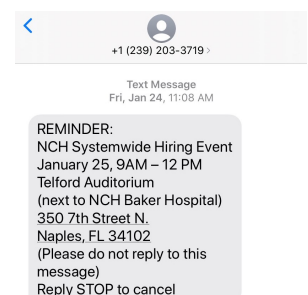 +1 (239) 203-3719 >
Text Message
Fri, Jan 24, 11:08 AM
REMINDER:
NCH Systemwide Hiring Event
January 25, 9AM – 12 PM
Telford Auditorium
(next to NCH Baker Hospital)
350 7th Street N.
Naples, FL 34102
(Please do not reply to this
message)
Reply STOP to cancel